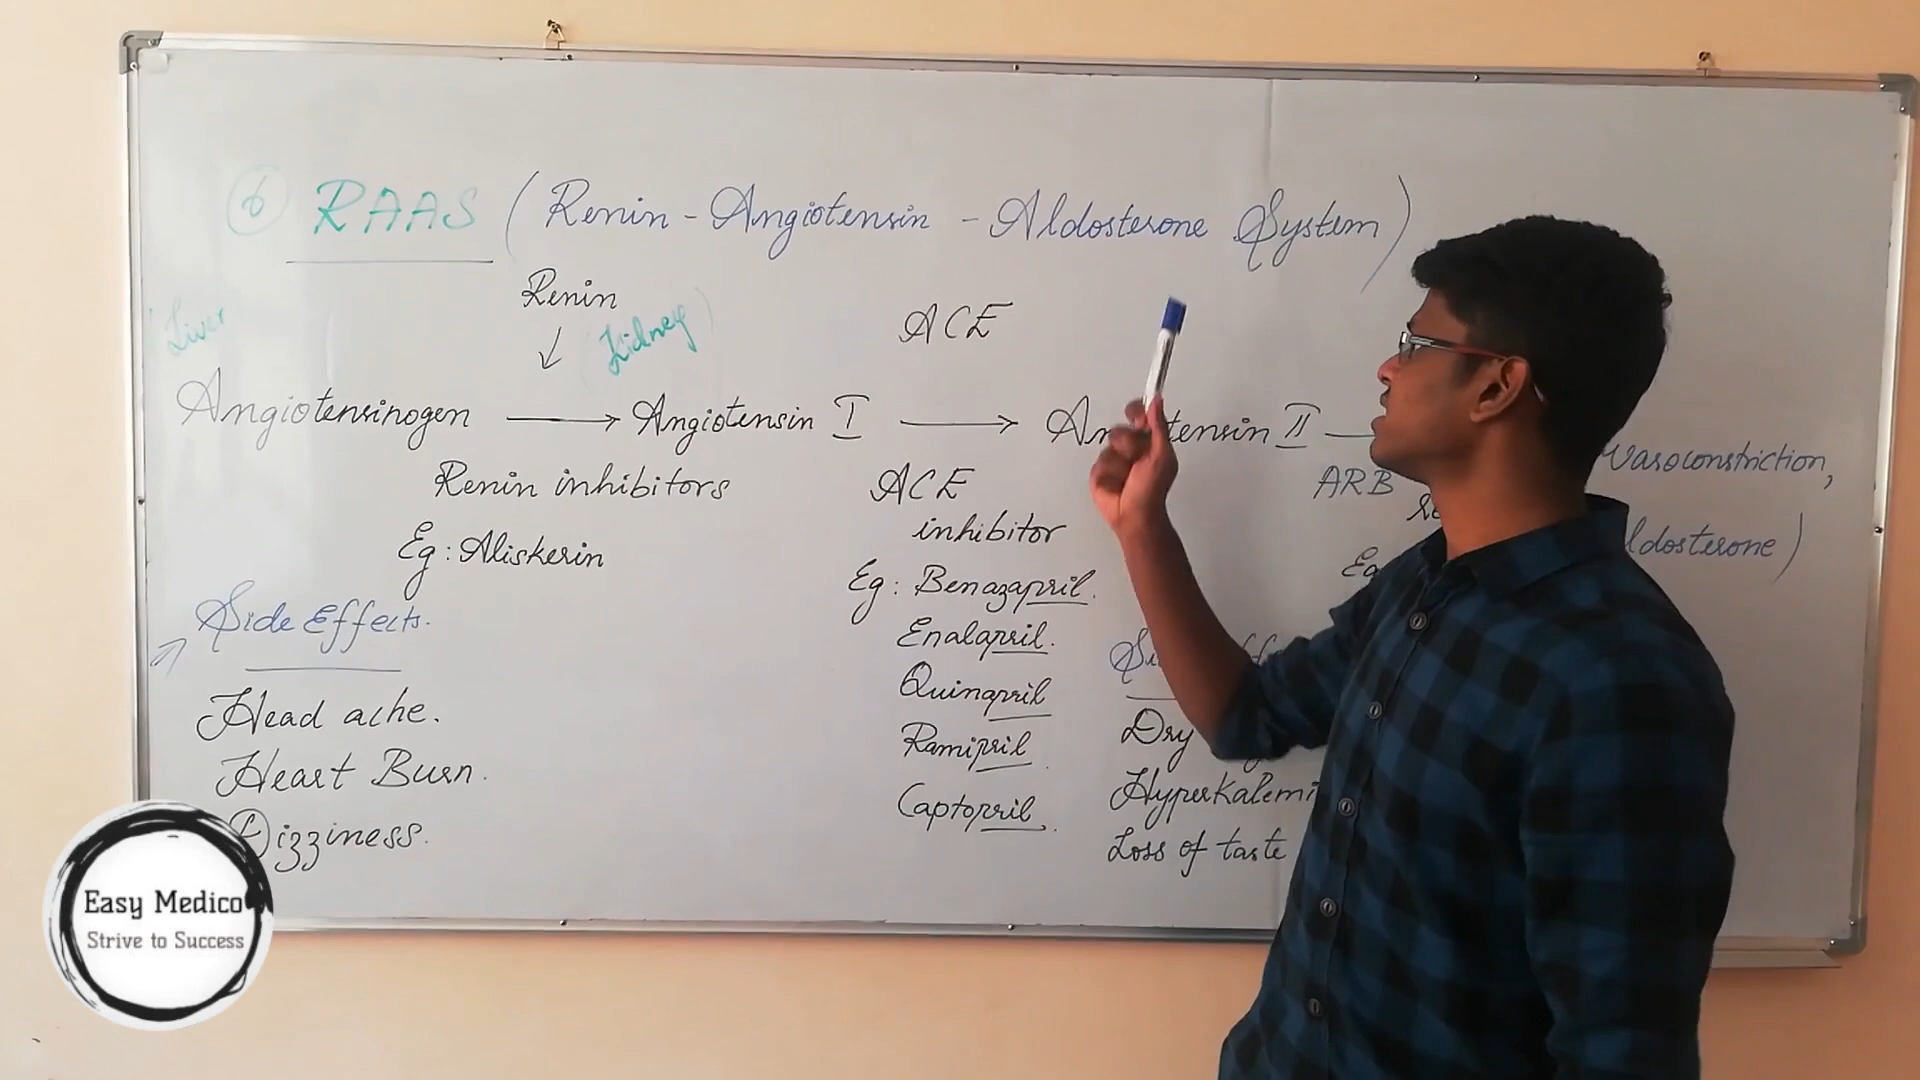 6 RAAS (Renin - Angiotensin - Aldosterone System)
Renin
(Liver
(Kidney)
ACE
Angiotensinogen → Angiotensin I → Angiotensin II
Vasoconstriction,
Renin inhibitors
ACE
inhibitor
ARB
Eg: Aliskerin
Eg: Benazapril.
Enalapril.
Quinapril
Ramipril
Captopril.
Side Effects.
Head ache.
Heart Burn.
Dizziness.
Dry
Loss of taste
Easy Medico
Strive to Success